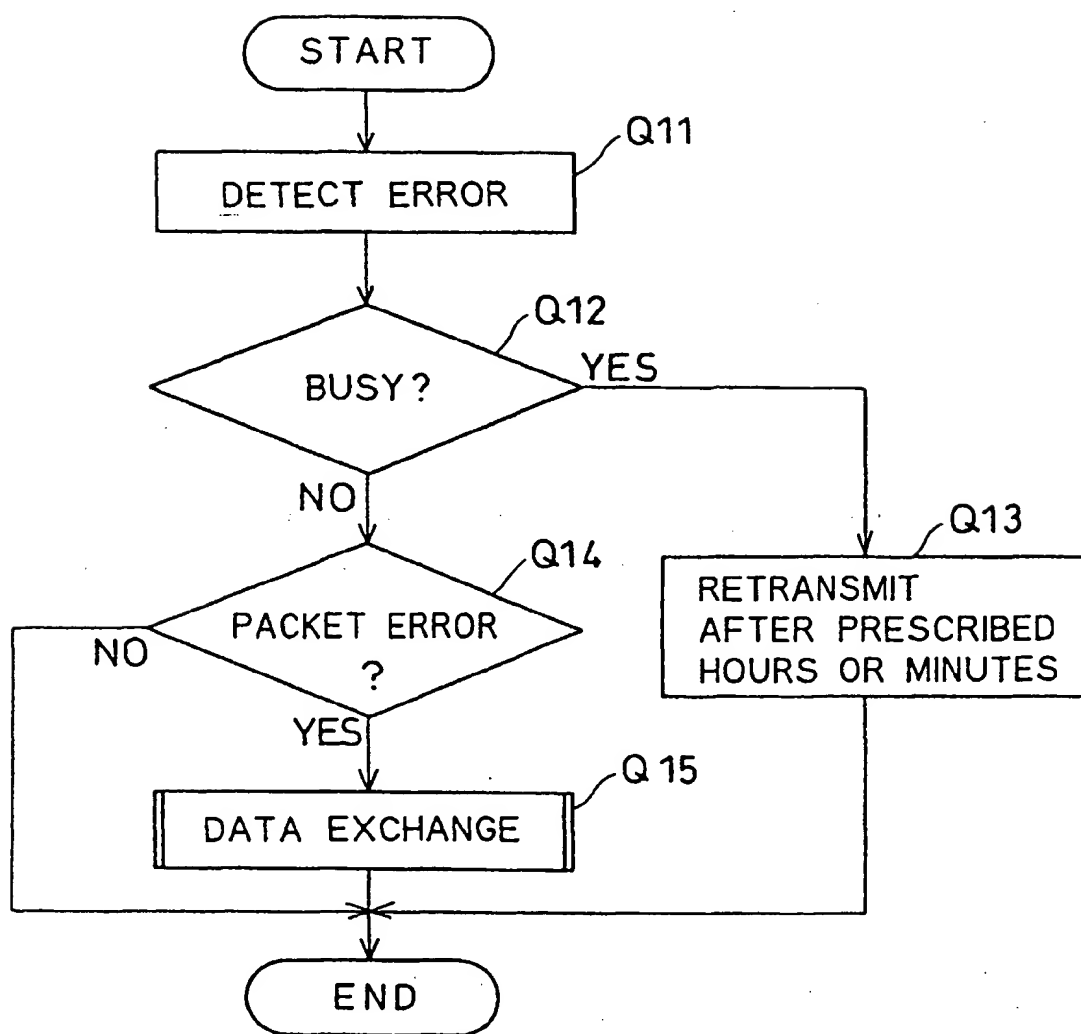 START
Q11
DETECT ERROR
Q12
BUSY?
YES
NO
Q13
RETRANSMIT
AFTER PRESCRIBED
HOURS OR MINUTES
Q14
PACKET ERROR
?
NO
YES
Q15
DATA EXCHANGE
END